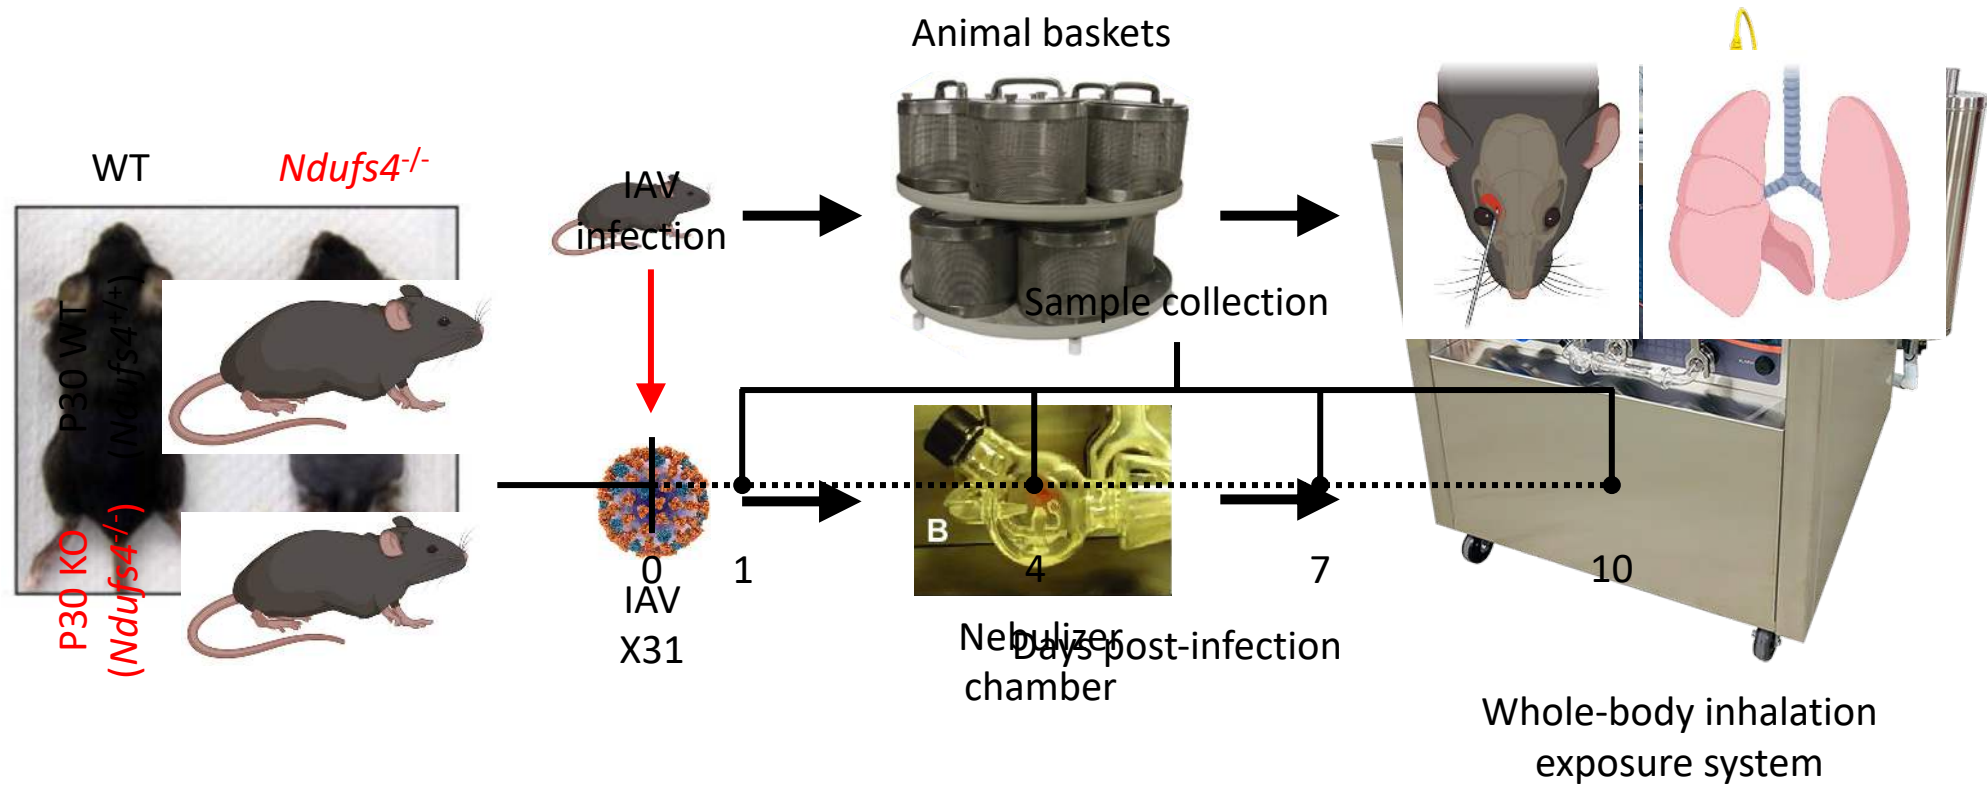 Animal baskets
WT
Ndufs4-/-
IAV
infection
Sample collection
P30 WT
(Ndufs4+/+)
P30 KO
(Ndufs4-/-)
B
0
1
4
7
10
IAV
X31
Nebulizer
chamber
Days post-infection
Whole-body inhalation
exposure system